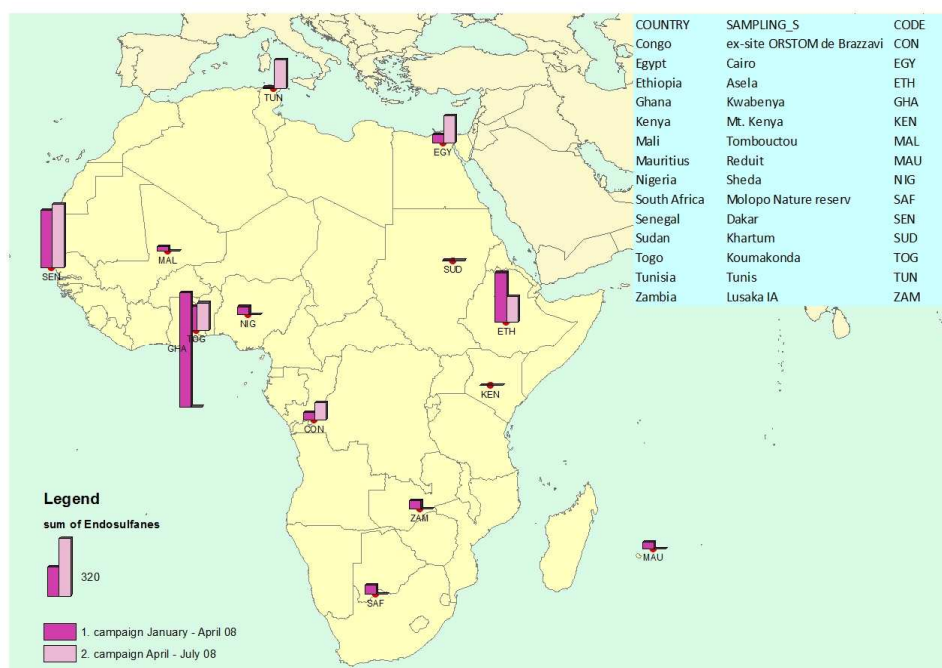 COUNTRY SAMPLING_S CODE
Congo ex-site ORSTOM de Brazzavi CON
Egypt Cairo EGY
Ethiopia Asela ETH
Ghana Kwabenya GHA
Kenya Mt. Kenya KEN
Mali Tombouctou MAL
Mauritius Reduit MAU
Nigeria Sheda NIG
South Africa Molopo Nature reserv SAF
Senegal Dakar SEN
Sudan Khartum SUD
Togo Koumakonda TOG
Tunisia Tunis TUN
Zambia Lusaka IA ZAM
TUN
EGY
SEN
MAL
SUD
NIG
ETH
TOG
GHA
KEN
CON
ZAM
MAU
SAF
Legend
sum of Endosulfanes
320
1. campaign January - April 08
2. campaign April - July 08